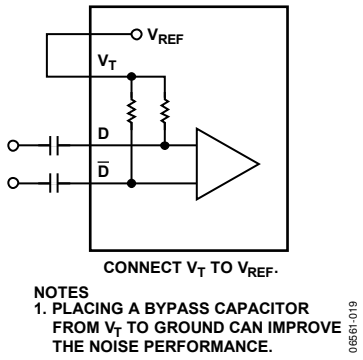 V_REF
V_T
D
D̅
CONNECT V_T TO V_REF.
NOTES
1. PLACING A BYPASS CAPACITOR
FROM V_T TO GROUND CAN IMPROVE
THE NOISE PERFORMANCE.
06561-019